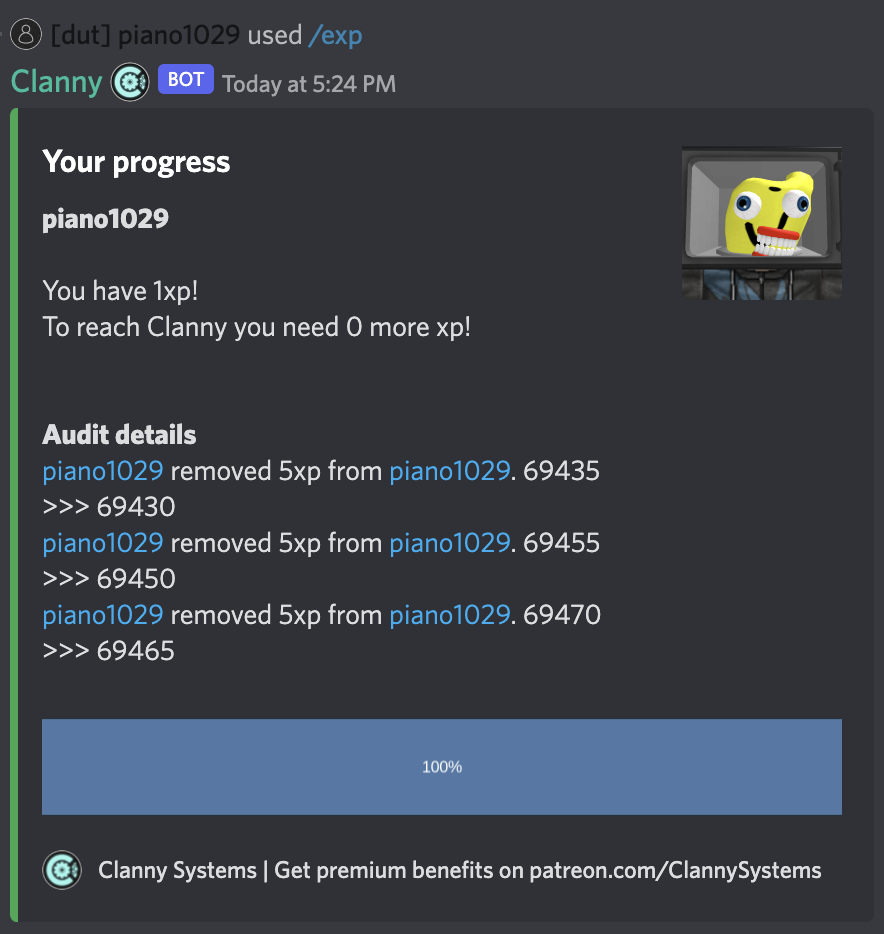 [dut] piano1029 used /exp
Clanny BOT Today at 5:24 PM
Your progress
piano1029
You have 1xp!
To reach Clanny you need 0 more xp!
Audit details
piano1029 removed 5xp from piano1029. 69435
>>> 69430
piano1029 removed 5xp from piano1029. 69455
>>> 69450
piano1029 removed 5xp from piano1029. 69470
>>> 69465
100%
Clanny Systems | Get premium benefits on patreon.com/ClannySystems